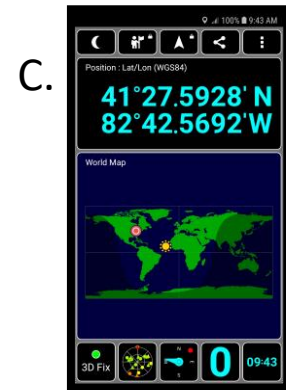 C.
100% 9:43 AM
Position : Lat/Lon (WGS84)
41°27.5928' N
82°42.5692'W
World Map
3D Fix
N
S
0
09:43